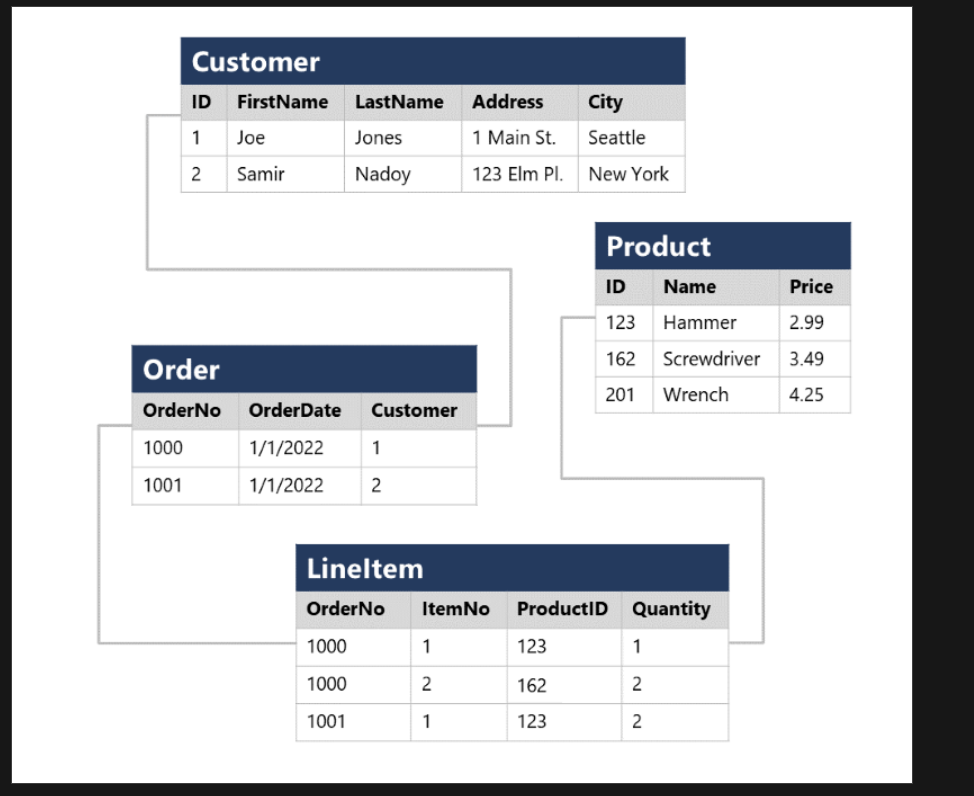 Customer
ID FirstName LastName Address City
1 Joe Jones 1 Main St. Seattle
2 Samir Nadoy 123 Elm Pl. New York
Product
ID Name Price
123 Hammer 2.99
162 Screwdriver 3.49
201 Wrench 4.25
Order
OrderNo OrderDate Customer
1000 1/1/2022 1
1001 1/1/2022 2
LineItem
OrderNo ItemNo ProductID Quantity
1000 1 123 1
1000 2 162 2
1001 1 123 2